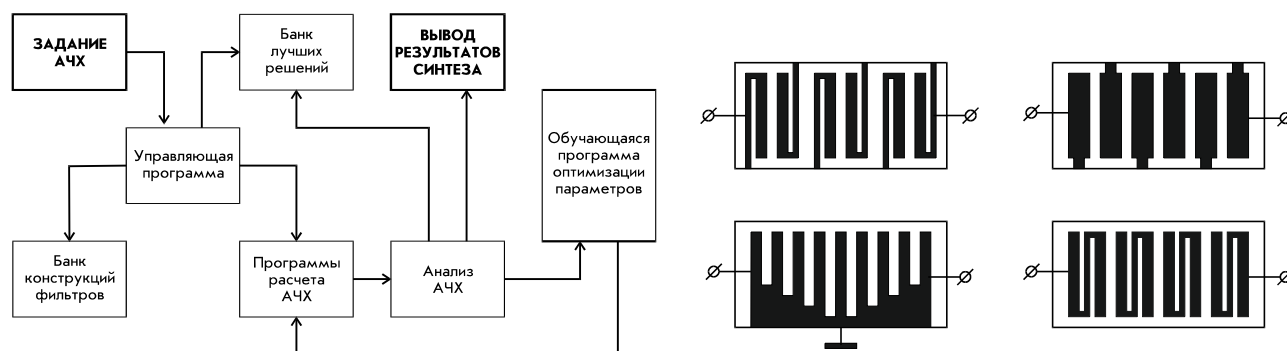 ЗАДАНИЕ
АЧХ
Банк
лучших
решений
ВЫВОД
РЕЗУЛЬТАТОВ
СИНТЕЗА
Управляющая
программа
Обучающаяся
программа
оптимизации
параметров
Банк
конструкций
фильтров
Программы
расчета
АЧХ
Анализ
АЧХ